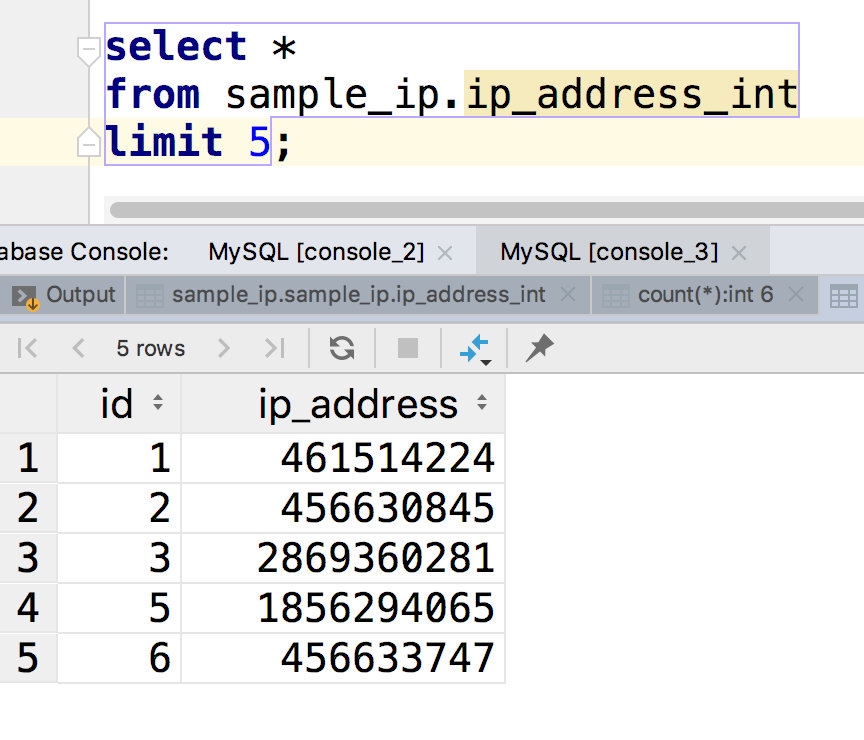 select *
from sample_ip.ip_address_int
limit 5;
abase Console: MySQL [console_2] MySQL [console_3]
Output sample_ip.sample_ip.ip_address_int count(*):int 6
5 rows
id ip_address
1 1 461514224
2 2 456630845
3 3 2869360281
4 5 1856294065
5 6 456633747